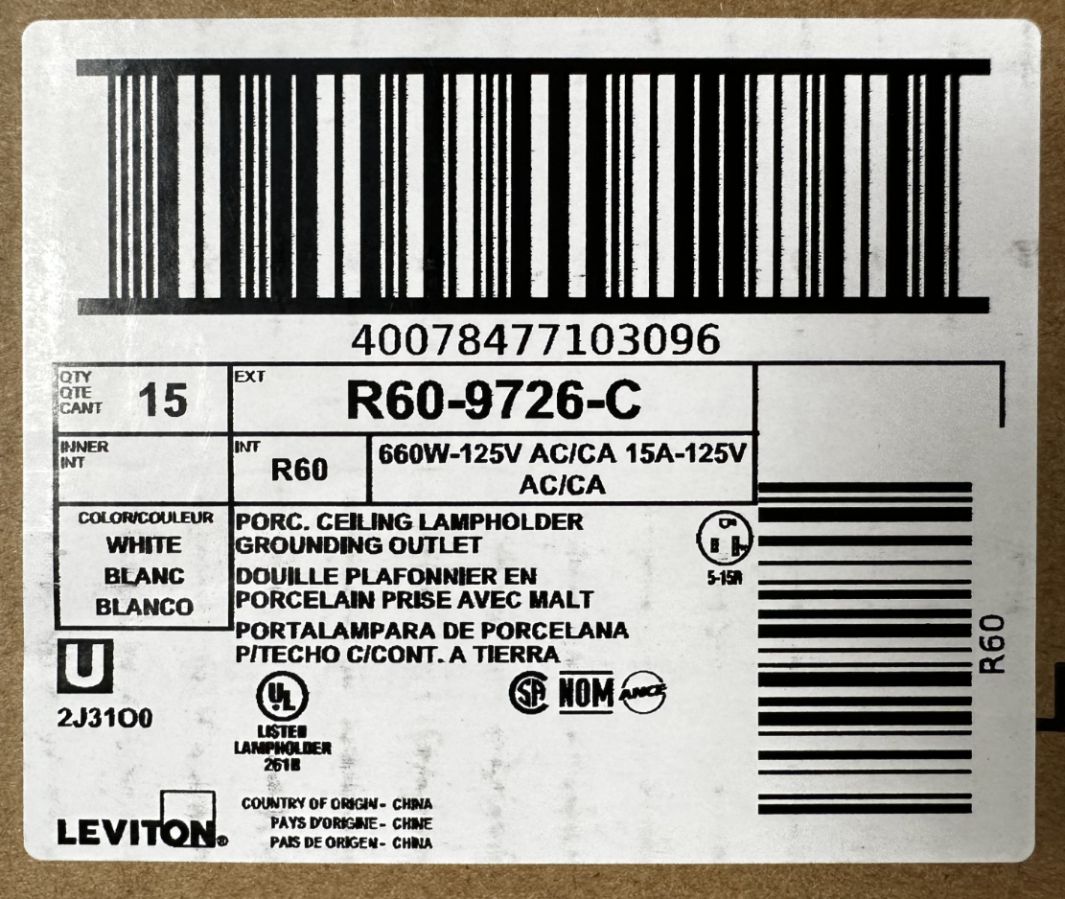 40078477103096
QTY
QTE
CANT
15
EXT
R60-9726-C
INNER
INT
INT
R60
660W-125V AC/CA 15A-125V
AC/CA
COLOR/COULEUR
WHITE
BLANC
BLANCO
PORC. CEILING LAMPHOLDER
GROUNDING OUTLET
DOUILLE PLAFONNIER EN
PORCELAIN PRISE AVEC MALT
PORTALAMPARA DE PORCELANA
P/TECHO C/CONT. A TIERRA
5-15R
R60
U
2J31O0
UL
LISTED
LAMPHOLDER
261B
SA NOM ANCE
LEVITON®
COUNTRY OF ORIGIN- CHINA
PAYS D'ORIGINE- CHINE
PAIS DE ORIGEN- CHINA